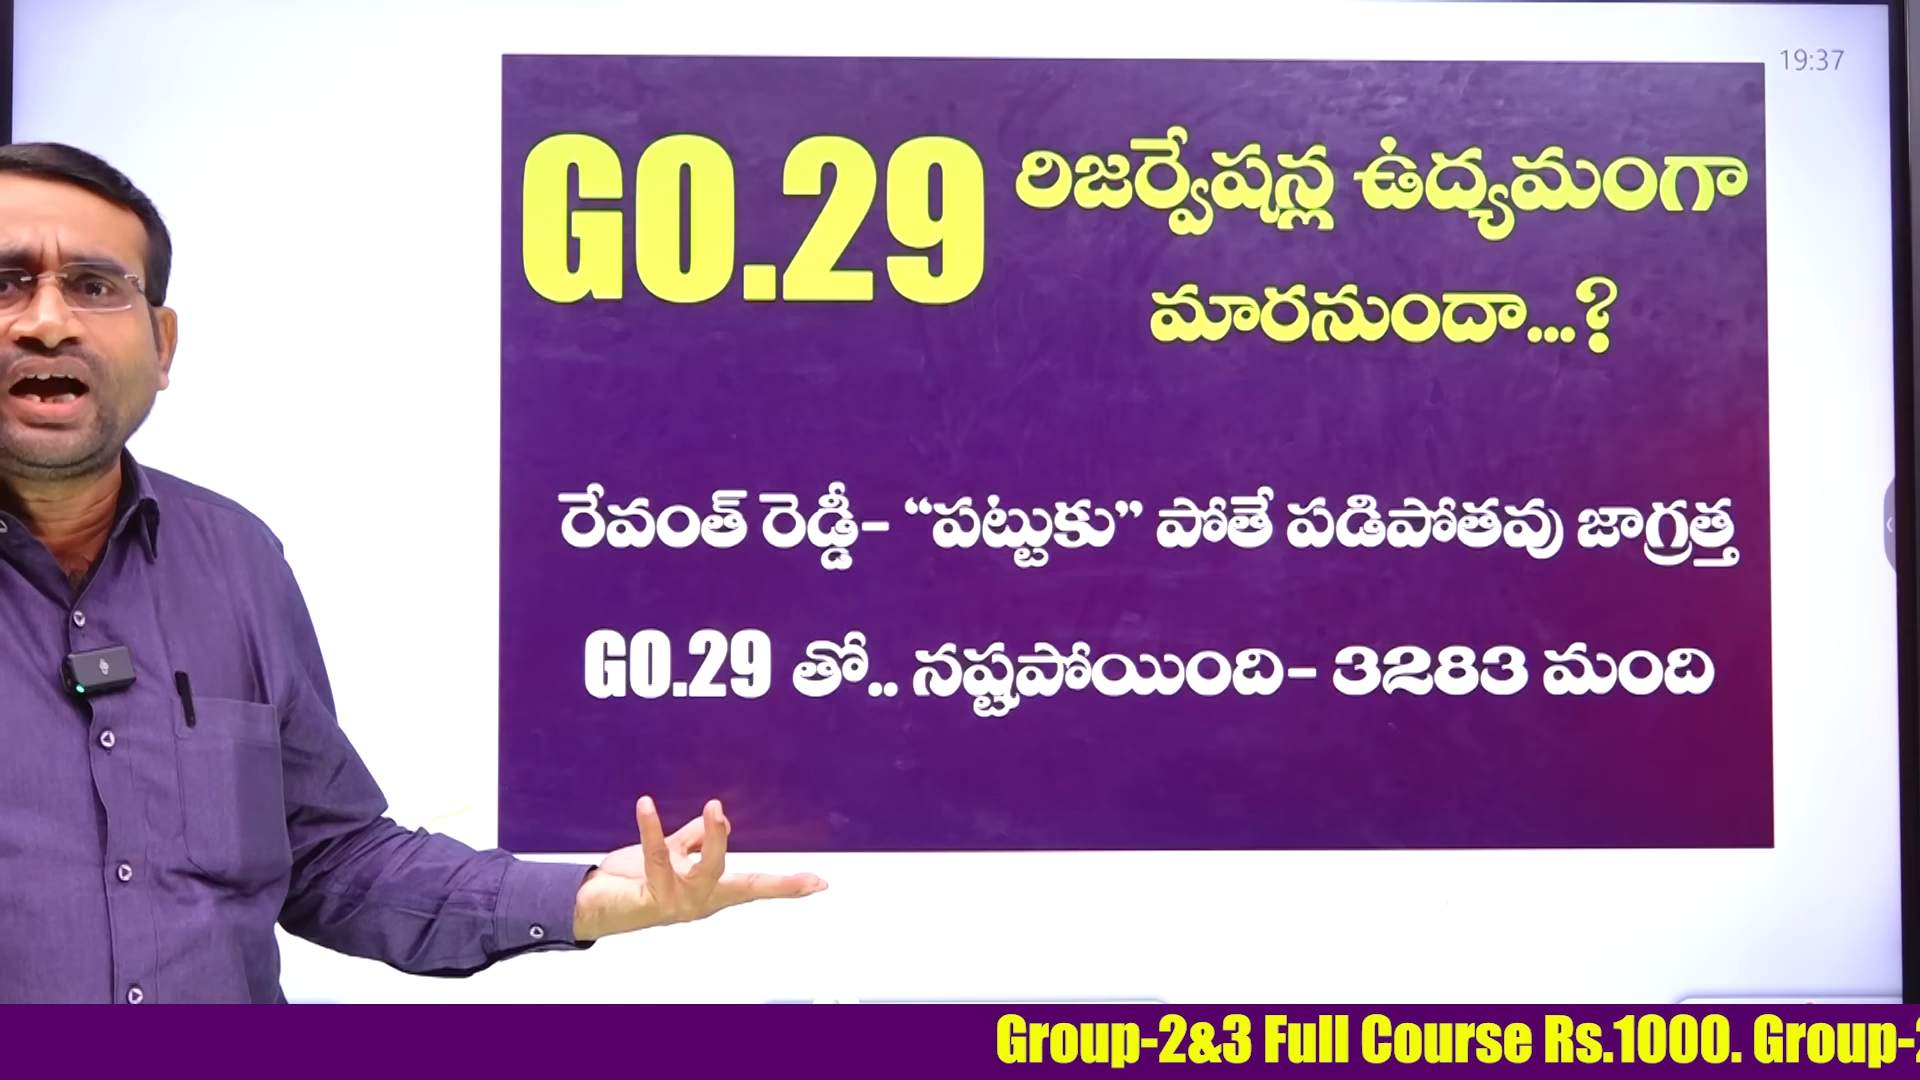 19:37
GO.29 రిజర్వేషన్ల ఉద్యమంగా
మారనుందా...?
రేవంత్ రెడ్డీ- “పట్టుకు” పోతే పడిపోతవు జాగ్రత్త
GO.29 తో.. నష్టపోయింది- 3283 మంది
Group-2&3 Full Course Rs.1000. Group-2